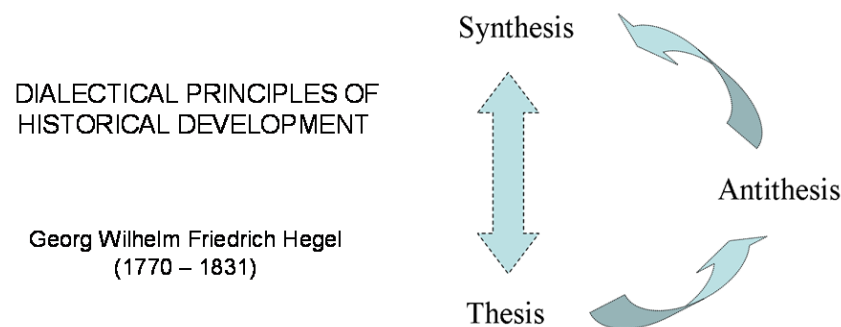 DIALECTICAL PRINCIPLES OF
HISTORICAL DEVELOPMENT
Georg Wilhelm Friedrich Hegel
(1770 – 1831)
Synthesis
Antithesis
Thesis